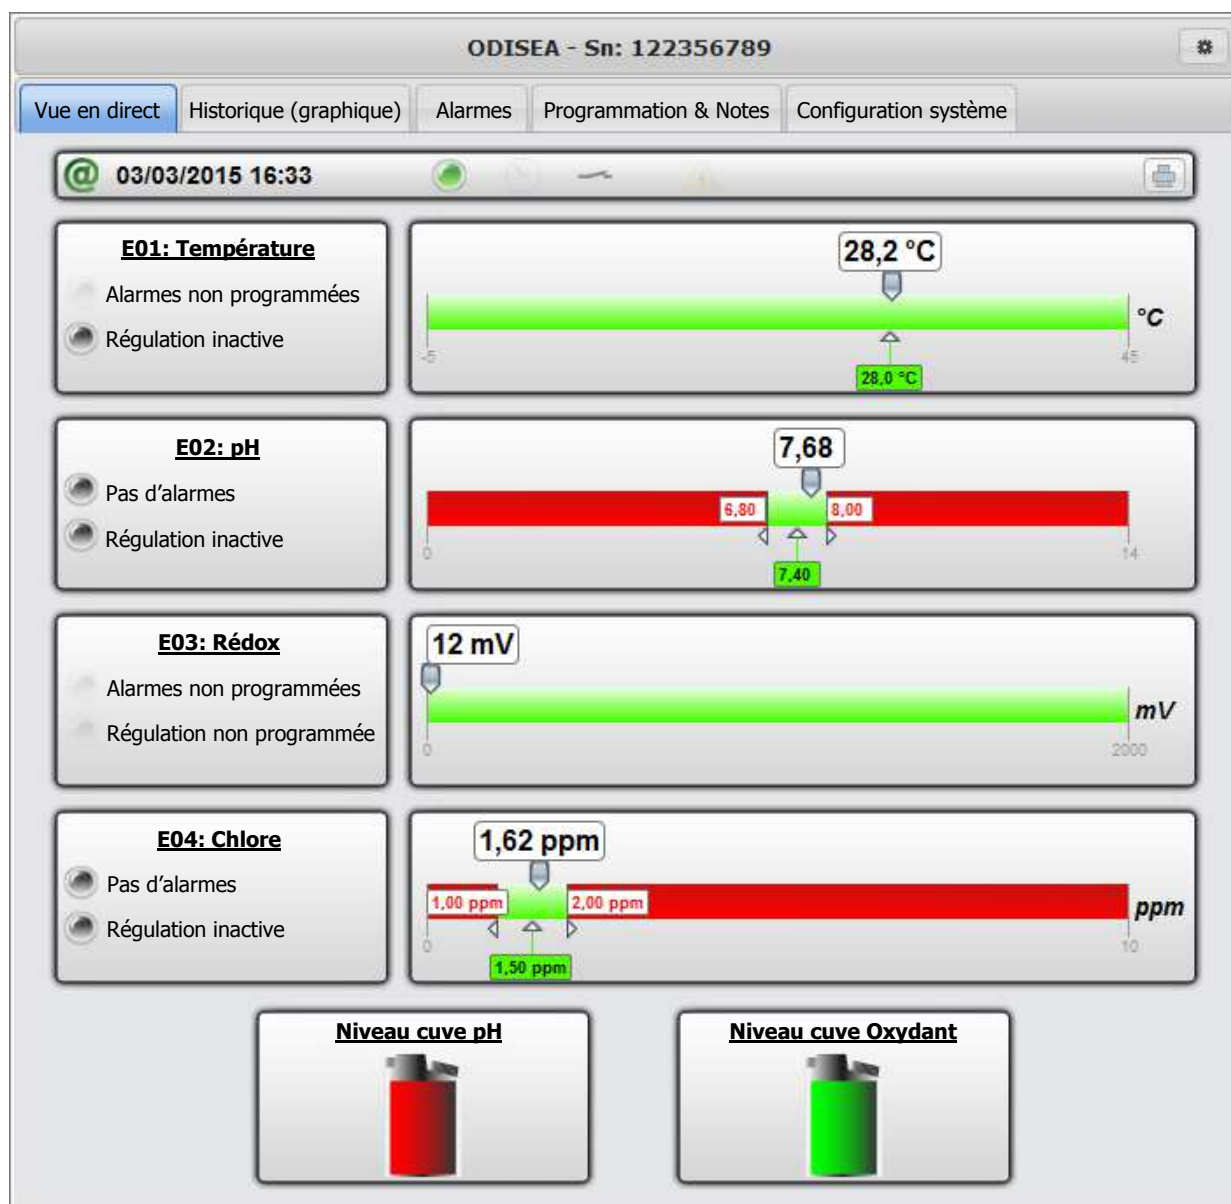 ODISEA - Sn: 122356789
Vue en direct Historique (graphique) Alarmes Programmation & Notes Configuration système
@ 03/03/2015 16:33
E01: Température
Alarmes non programmées
Régulation inactive
28,2 °C
°C
-5 45
28,0 °C
E02: pH
Pas d'alarmes
Régulation inactive
7,68
6,80 8,00
0 14
7,40
E03: Rédox
Alarmes non programmées
Régulation non programmée
12 mV
mV
0 2000
E04: Chlore
Pas d'alarmes
Régulation inactive
1,62 ppm
1,00 ppm 2,00 ppm
ppm
0 10
1,50 ppm
Niveau cuve pH
Niveau cuve Oxydant